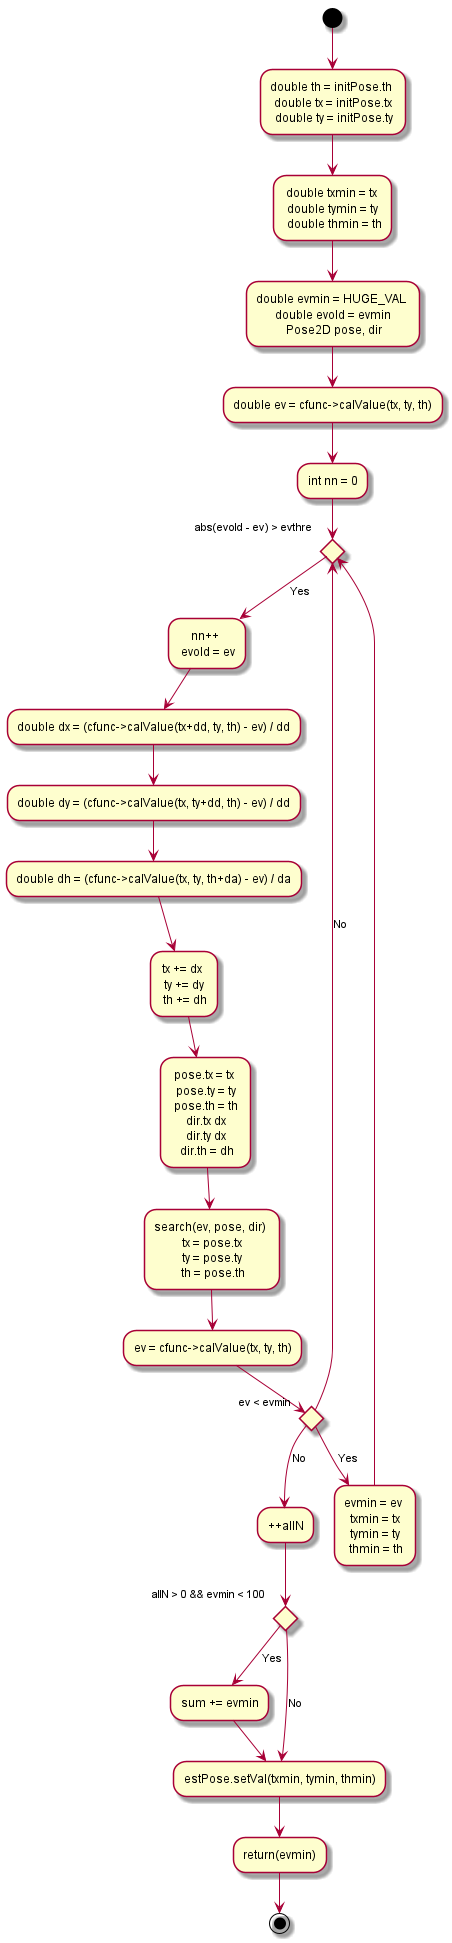 double th = initPose.th
double tx = initPose.tx
double ty = initPose.ty
double txmin = tx
double tymin = ty
double thmin = th
double evmin = HUGE_VAL
double evold = evmin
Pose2D pose, dir
double ev = cfunc->calValue(tx, ty, th)
int nn = 0
abs(evold - ev) > evthre
Yes
nn++
evold = ev
double dx = (cfunc->calValue(tx+dd, ty, th) - ev) / dd
double dy = (cfunc->calValue(tx, ty+dd, th) - ev) / dd
double dh = (cfunc->calValue(tx, ty, th+da) - ev) / da
No
tx += dx
ty += dy
th += dh
pose.tx = tx
pose.ty = ty
pose.th = th
dir.tx dx
dir.ty dx
dir.th = dh
search(ev, pose, dir)
tx = pose.tx
ty = pose.ty
th = pose.th
ev = cfunc->calValue(tx, ty, th)
ev < evmin
No
Yes
evmin = ev
txmin = tx
tymin = ty
thmin = th
++allN
allN > 0 && evmin < 100
Yes
sum += evmin
No
estPose.setVal(txmin, tymin, thmin)
return(evmin)